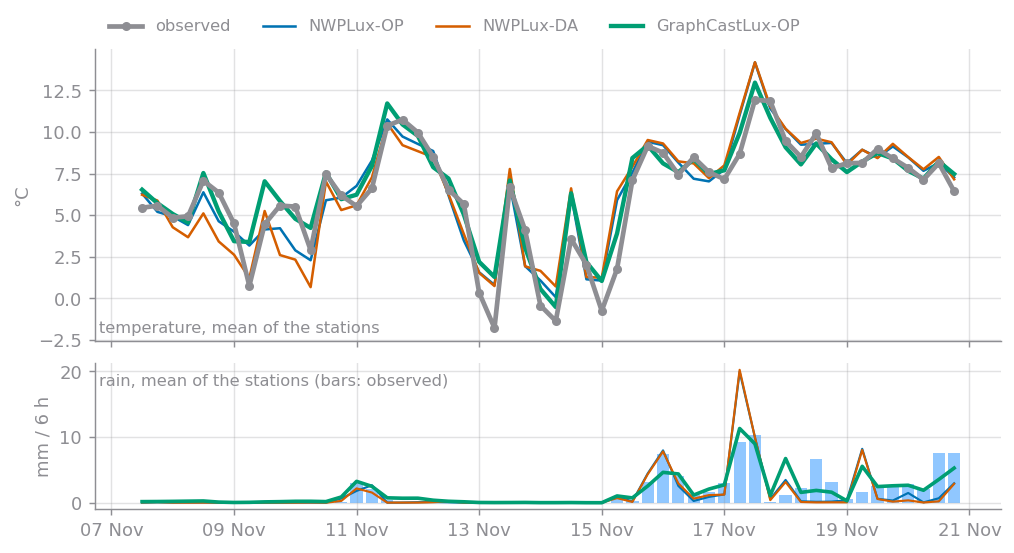 observed NWPLux-OP NWPLux-DA GraphCastLux-OP
12.5
10.0
7.5
5.0
2.5
0.0
−2.5
°C
temperature, mean of the stations
20
10
0
mm / 6 h
rain, mean of the stations (bars: observed)
07 Nov 09 Nov 11 Nov 13 Nov 15 Nov 17 Nov 19 Nov 21 Nov